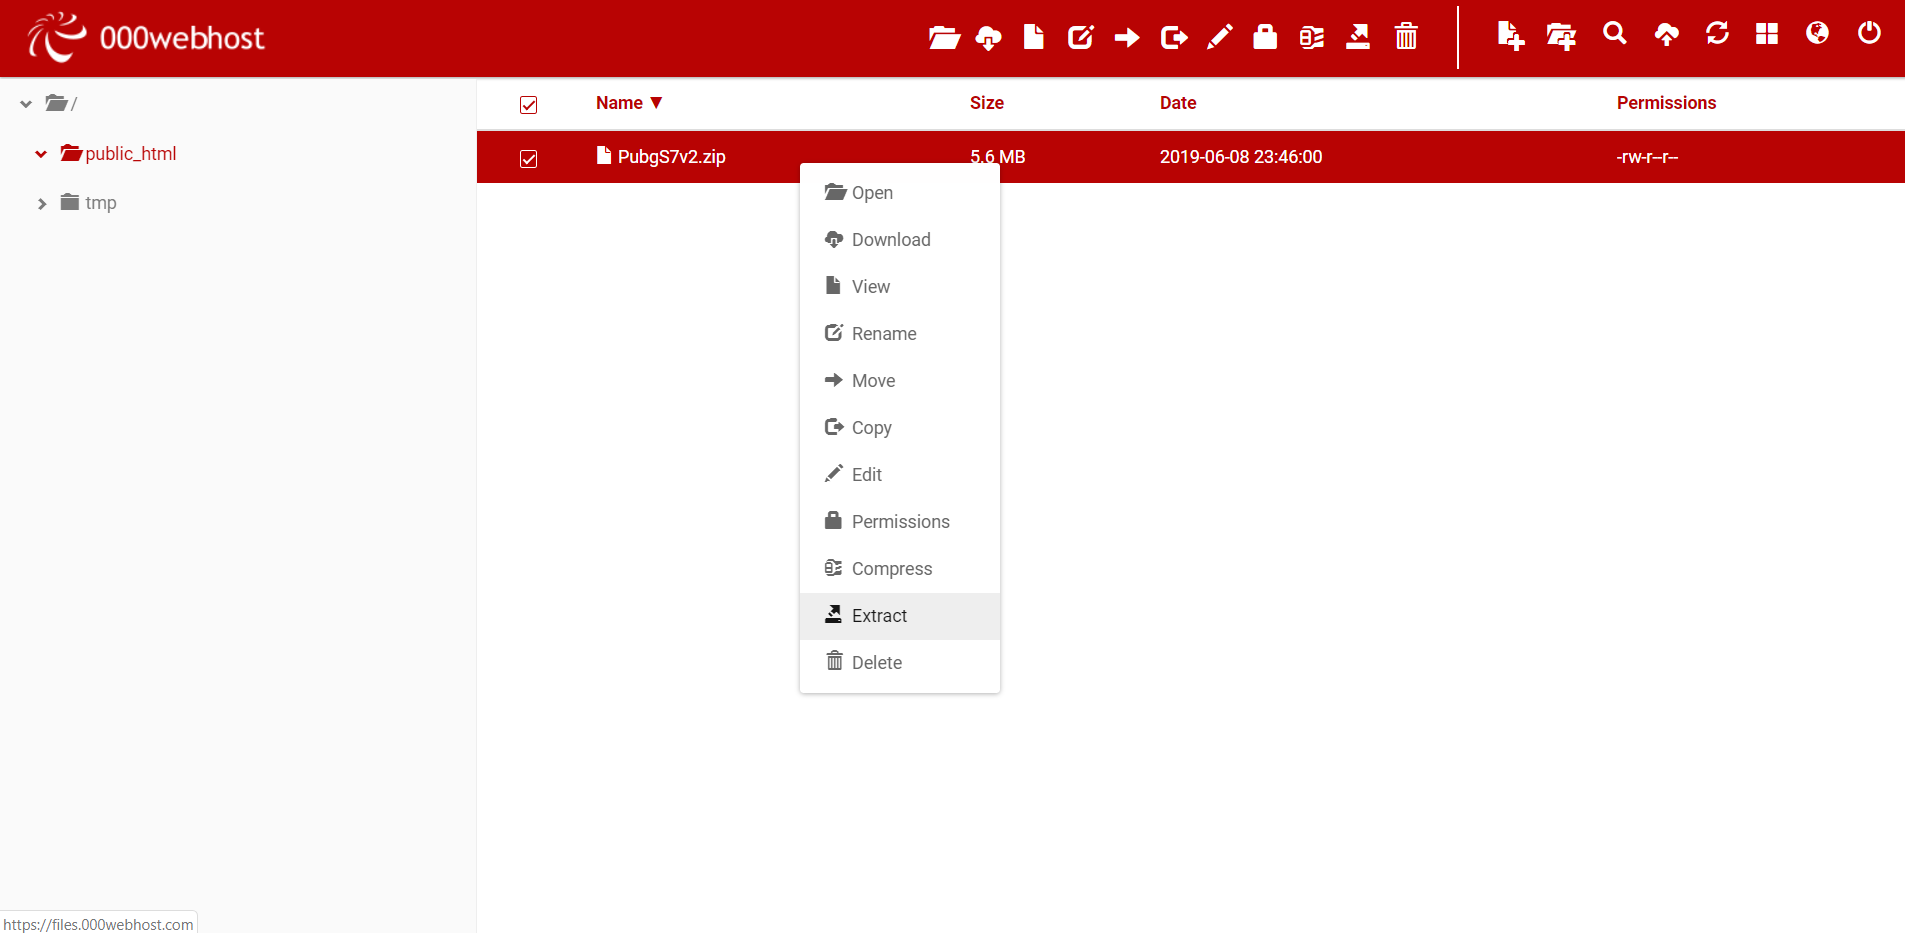 000webhost
/
public_html
tmp
Name ▼ Size Date Permissions
PubgS7v2.zip 5.6 MB 2019-06-08 23:46:00 -rw-r--r--
Open
Download
View
Rename
Move
Copy
Edit
Permissions
Compress
Extract
Delete
https://files.000webhost.com